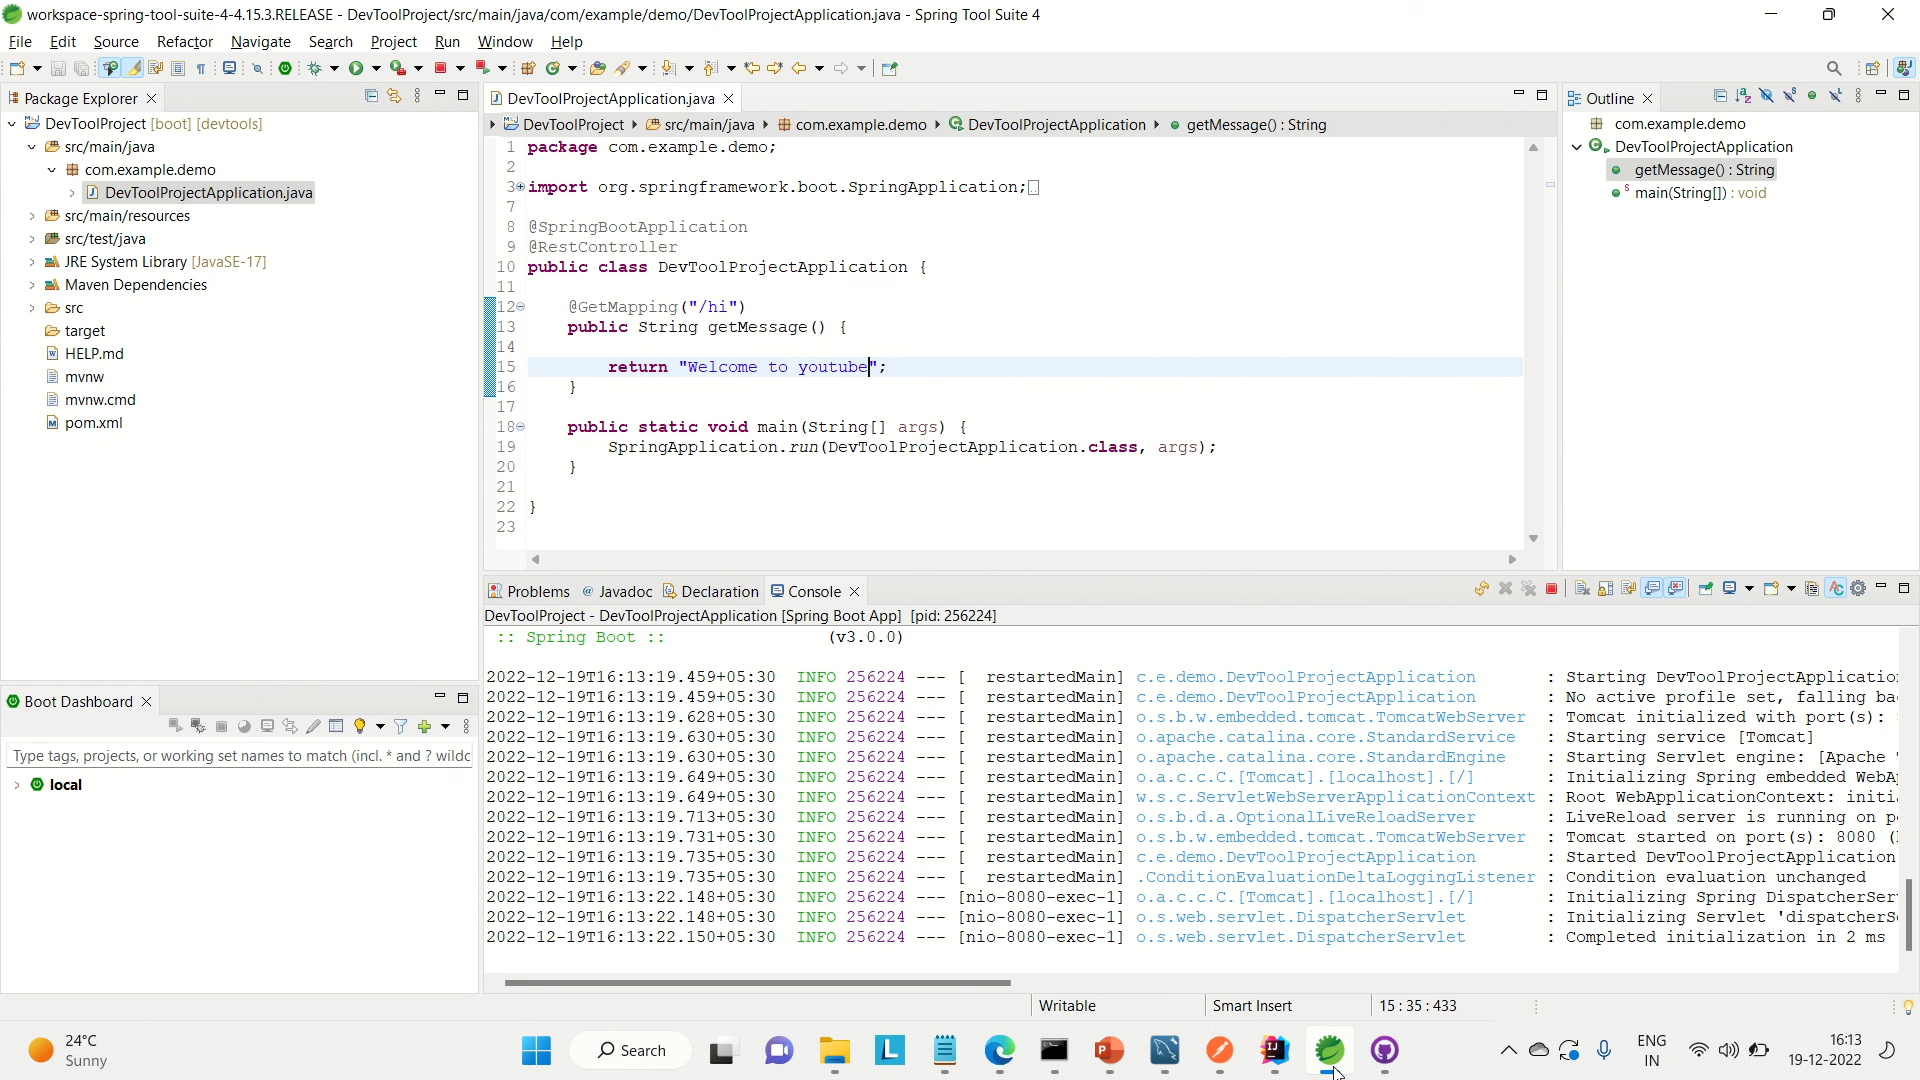 workspace-spring-tool-suite-4-4.15.3.RELEASE - DevToolProject/src/main/java/com/example/demo/DevToolProjectApplication.java - Spring Tool Suite 4
File Edit Source Refactor Navigate Search Project Run Window Help
Package Explorer
DevToolProject [boot] [devtools]
src/main/java
com.example.demo
DevToolProjectApplication.java
src/main/resources
src/test/java
JRE System Library [JavaSE-17]
Maven Dependencies
src
target
HELP.md
mvnw
mvnw.cmd
pom.xml
DevToolProjectApplication.java
DevToolProject src/main/java com.example.demo DevToolProjectApplication getMessage() : String
1 package com.example.demo;
2
3 import org.springframework.boot.SpringApplication;
7
8 @SpringBootApplication
9 @RestController
10 public class DevToolProjectApplication {
11
12 @GetMapping("/hi")
13 public String getMessage() {
14
15 return "Welcome to youtube";
16 }
17
18 public static void main(String[] args) {
19 SpringApplication.run(DevToolProjectApplication.class, args);
20 }
21
22 }
23
Outline
com.example.demo
DevToolProjectApplication
getMessage() : String
main(String[]) : void
Boot Dashboard
Type tags, projects, or working set names to match (incl. * and ? wildc
local
Problems @ Javadoc Declaration Console
DevToolProject - DevToolProjectApplication [Spring Boot App] [pid: 256224]
:: Spring Boot :: (v3.0.0)
2022-12-19T16:13:19.459+05:30 INFO 256224 --- [ restartedMain] c.e.demo.DevToolProjectApplication : Starting DevToolProjectApplication
2022-12-19T16:13:19.459+05:30 INFO 256224 --- [ restartedMain] c.e.demo.DevToolProjectApplication : No active profile set, falling ba
2022-12-19T16:13:19.628+05:30 INFO 256224 --- [ restartedMain] o.s.b.w.embedded.tomcat.TomcatWebServer : Tomcat initialized with port(s):
2022-12-19T16:13:19.630+05:30 INFO 256224 --- [ restartedMain] o.apache.catalina.core.StandardService : Starting service [Tomcat]
2022-12-19T16:13:19.630+05:30 INFO 256224 --- [ restartedMain] o.apache.catalina.core.StandardEngine : Starting Servlet engine: [Apache
2022-12-19T16:13:19.649+05:30 INFO 256224 --- [ restartedMain] o.a.c.c.C.[Tomcat].[localhost].[/] : Initializing Spring embedded WebA
2022-12-19T16:13:19.649+05:30 INFO 256224 --- [ restartedMain] w.s.c.ServletWebServerApplicationContext : Root WebApplicationContext: initi
2022-12-19T16:13:19.713+05:30 INFO 256224 --- [ restartedMain] o.s.b.d.a.OptionalLiveReloadServer : LiveReload server is running on p
2022-12-19T16:13:19.731+05:30 INFO 256224 --- [ restartedMain] o.s.b.w.embedded.tomcat.TomcatWebServer : Tomcat started on port(s): 8080 (
2022-12-19T16:13:19.735+05:30 INFO 256224 --- [ restartedMain] c.e.demo.DevToolProjectApplication : Started DevToolProjectApplication
2022-12-19T16:13:19.735+05:30 INFO 256224 --- [ restartedMain] .ConditionEvaluationDeltaLoggingListener : Condition evaluation unchanged
2022-12-19T16:13:22.148+05:30 INFO 256224 --- [nio-8080-exec-1] o.a.c.c.C.[Tomcat].[localhost].[/] : Initializing Spring DispatcherSer
2022-12-19T16:13:22.148+05:30 INFO 256224 --- [nio-8080-exec-1] o.s.web.servlet.DispatcherServlet : Initializing Servlet 'dispatcherS
2022-12-19T16:13:22.150+05:30 INFO 256224 --- [nio-8080-exec-1] o.s.web.servlet.DispatcherServlet : Completed initialization in 2 ms
Writable Smart Insert 15 : 35 : 433
24°C
Sunny
Search
ENG
IN
16:13
19-12-2022